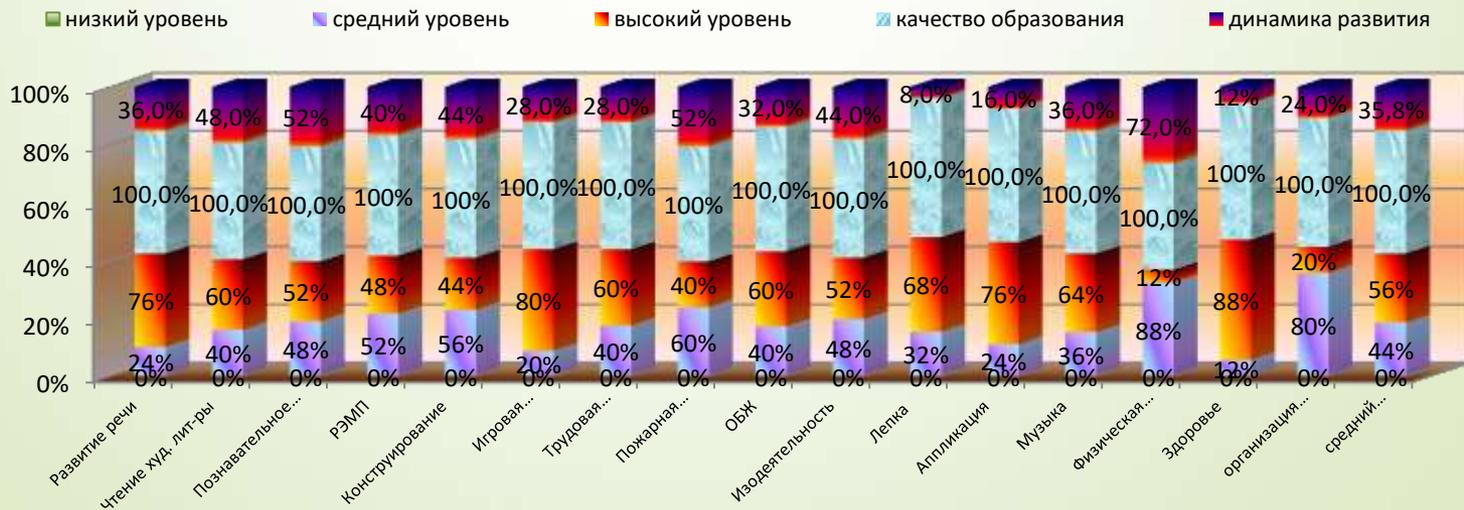 низкий уровень средний уровень высокий уровень качество образования динамика развития
100%
80%
60%
40%
20%
0%
36,0% 48,0% 52% 40% 44% 28,0% 28,0% 52% 32,0% 44,0% 8,0% 16,0% 36,0% 72,0% 12% 24,0% 35,8%
100,0% 100,0% 100,0% 100% 100% 100,0% 100,0% 100% 100,0% 100,0% 100,0% 100,0% 100,0% 100,0% 100% 100,0% 100,0%
76% 60% 52% 48% 44% 80% 60% 40% 60% 52% 68% 76% 64% 12% 88% 20% 56%
24% 40% 48% 52% 56% 20% 40% 60% 40% 48% 32% 24% 36% 88% 12% 80% 44%
0% 0% 0% 0% 0% 0% 0% 0% 0% 0% 0% 0% 0% 0% 0% 0% 0%
Развитие речи
Чтение худ. лит-ры
Познавательное...
РЭМП
Конструирование
Игровая...
Трудовая...
Пожарная...
ОБЖ
Изодеятельность
Лепка
Аппликация
Музыка
Физическая...
Здоровье
организация...
средний...